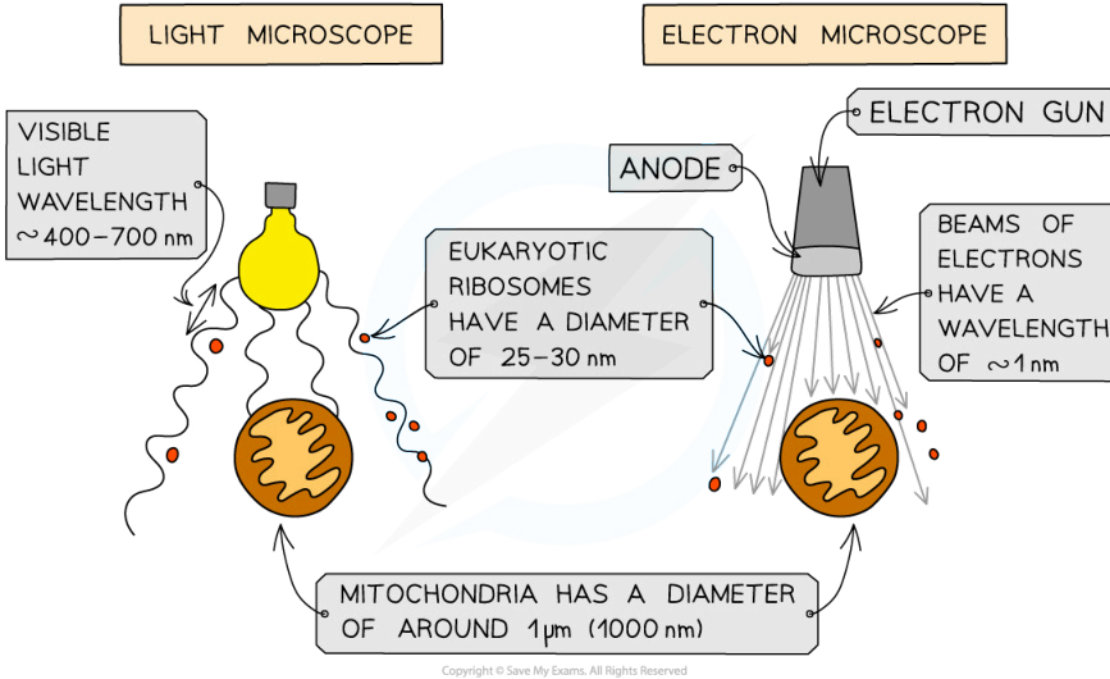 LIGHT MICROSCOPE
ELECTRON MICROSCOPE
VISIBLE
LIGHT
WAVELENGTH
~400-700 nm
ELECTRON GUN
ANODE
EUKARYOTIC
RIBOSOMES
HAVE A DIAMETER
OF 25-30 nm
BEAMS OF
ELECTRONS
HAVE A
WAVELENGTH
OF ~1 nm
MITOCHONDRIA HAS A DIAMETER
OF AROUND 1µm (1000 nm)
Copyright © Save My Exams. All Rights Reserved